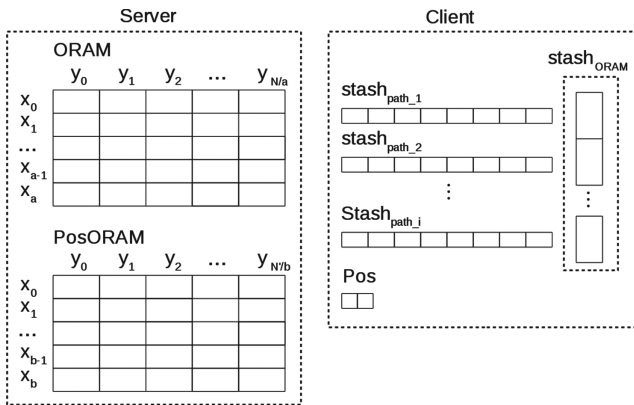 Server
ORAM
y0 y1 y2 ... yN/a
x0
x1
...
xa-1
xa
PosORAM
y0 y1 y2 ... yN'/b
x0
x1
...
xb-1
xb
Client
stashORAM
stashpath_1
stashpath_2
⋮
Stashpath_i
⋮
Pos